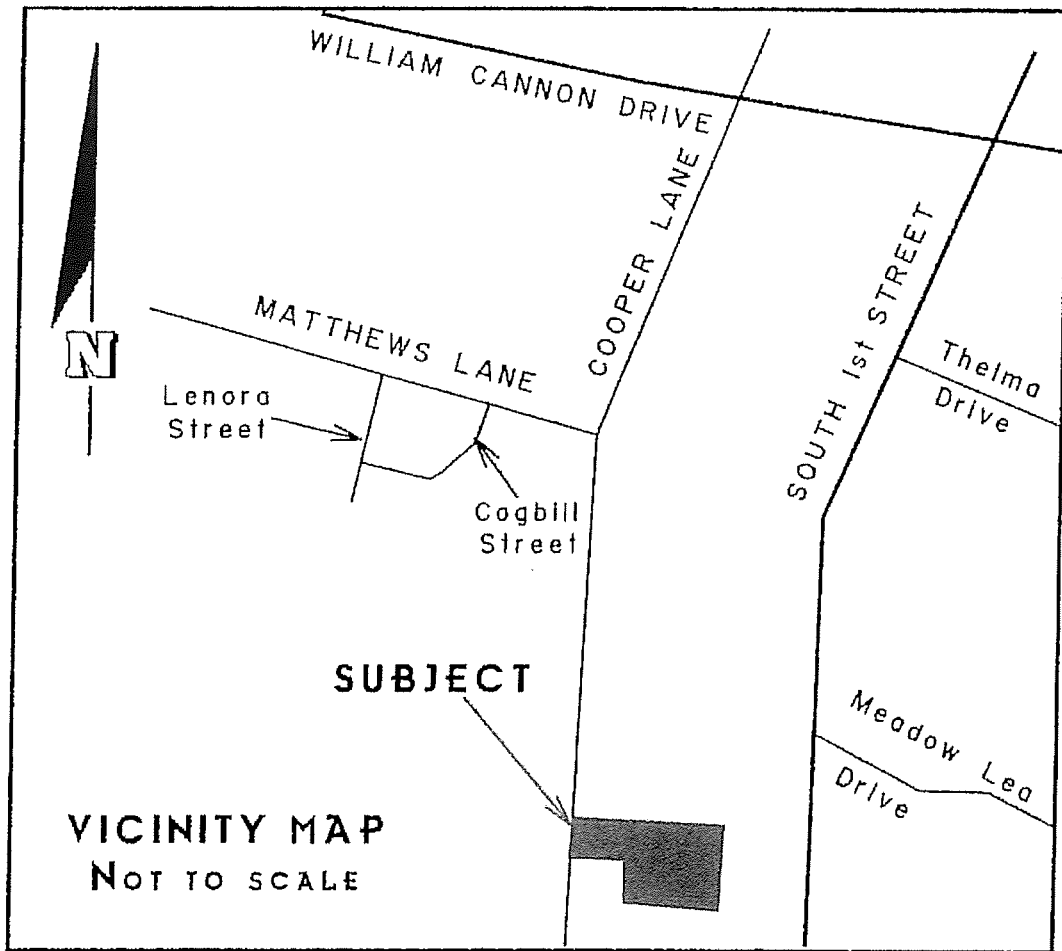 WILLIAM CANNON DRIVE
COOPER LANE
SOUTH 1st STREET
MATTHEWS LANE
N
Lenora
Street
Thelma
Drive
Cogbill
Street
SUBJECT
Meadow Lea
Drive
VICINITY MAP
NOT TO SCALE